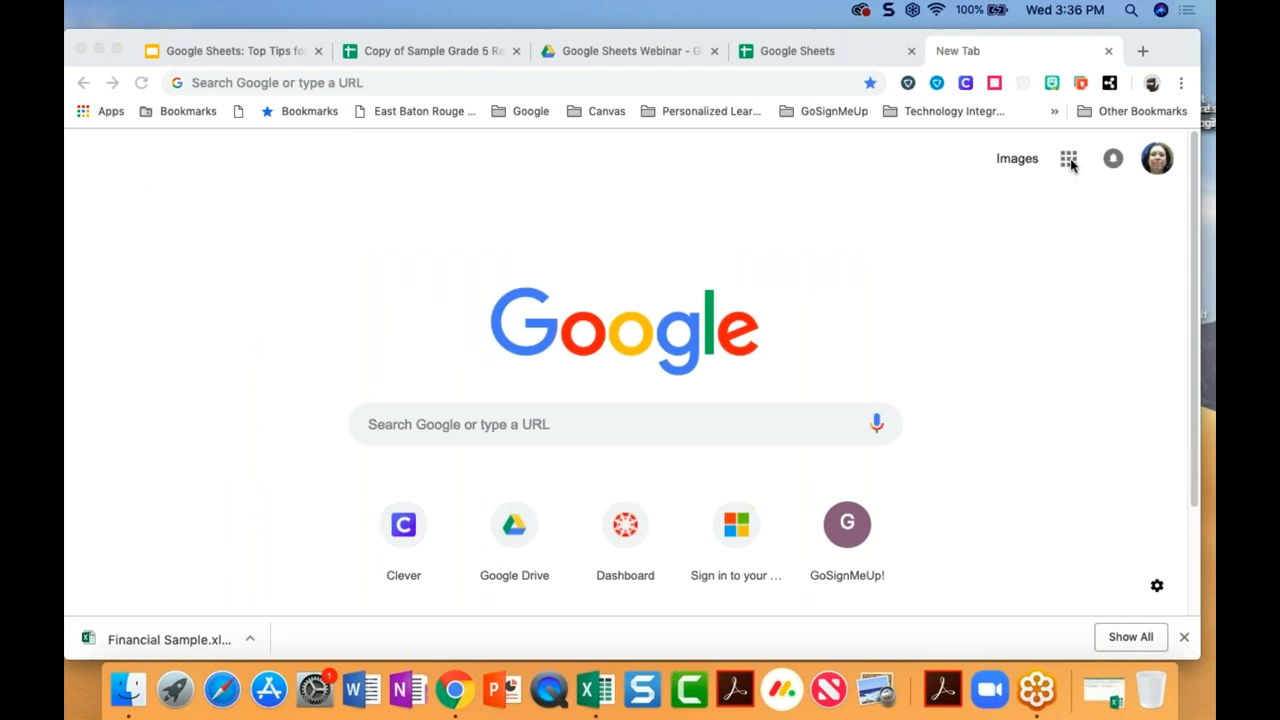 100% Wed 3:36 PM
Google Sheets: Top Tips fo Copy of Sample Grade 5 Re Google Sheets Webinar - G Google Sheets New Tab
Search Google or type a URL
Apps Bookmarks Bookmarks East Baton Rouge ... Google Canvas Personalized Lear... GoSignMeUp Technology Integr... » Other Bookmarks
Images
Google
Search Google or type a URL
C G
Clever Google Drive Dashboard Sign in to your ... GoSignMeUp!
Financial Sample.xl... Show All